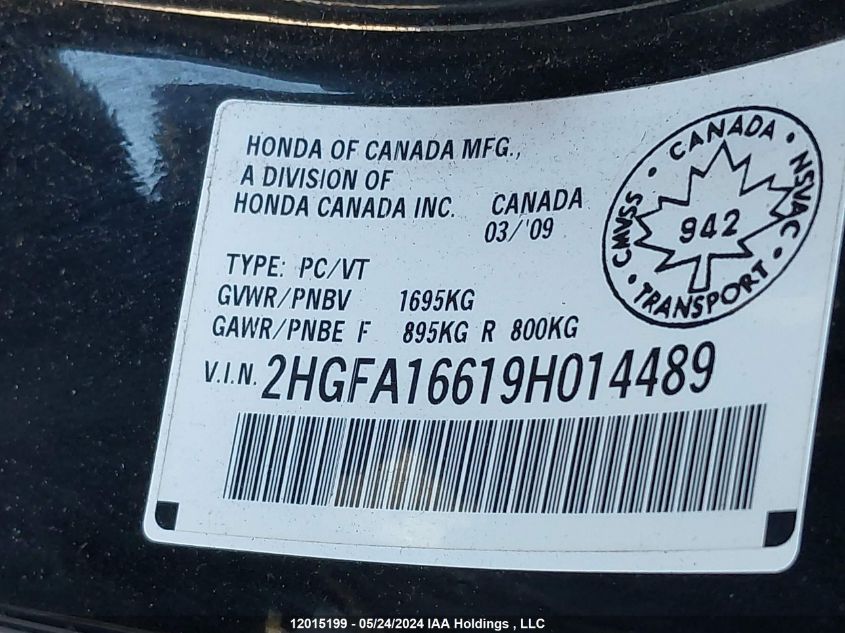 HONDA OF CANADA MFG.,
A DIVISION OF
HONDA CANADA INC. CANADA
03/'09
TYPE: PC/VT
GVWR/PNBV 1695KG
GAWR/PNBE F 895KG R 800KG
V.I.N. 2HGFA16619H014489
CANADA • NSVAC • TRANSPORT • CMVSS •
942
12015199 - 05/24/2024 IAA Holdings , LLC